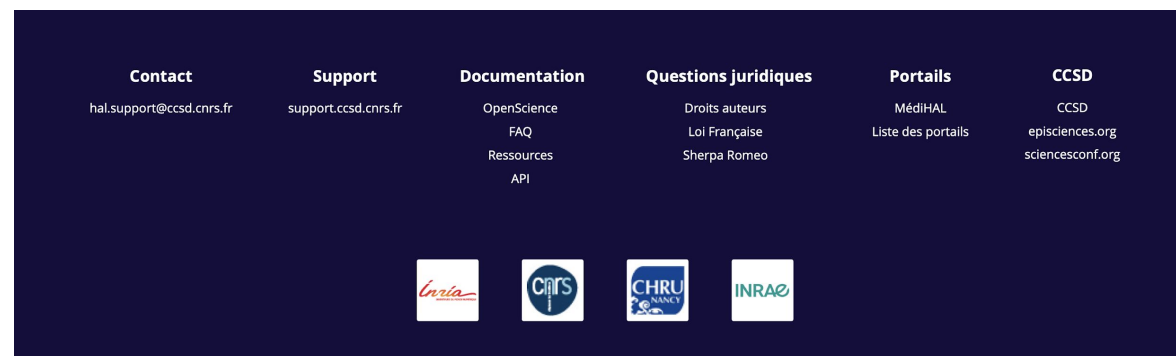 Contact
hal.support@ccsd.cnrs.fr
Support
support.ccsd.cnrs.fr
Documentation
OpenScience
FAQ
Ressources
API
Questions juridiques
Droits auteurs
Loi Française
Sherpa Romeo
Portails
MédiHAL
Liste des portails
CCSD
CCSD
episciences.org
sciencesconf.org
Inria
cnrs
CHRU
NANCY
INRAE